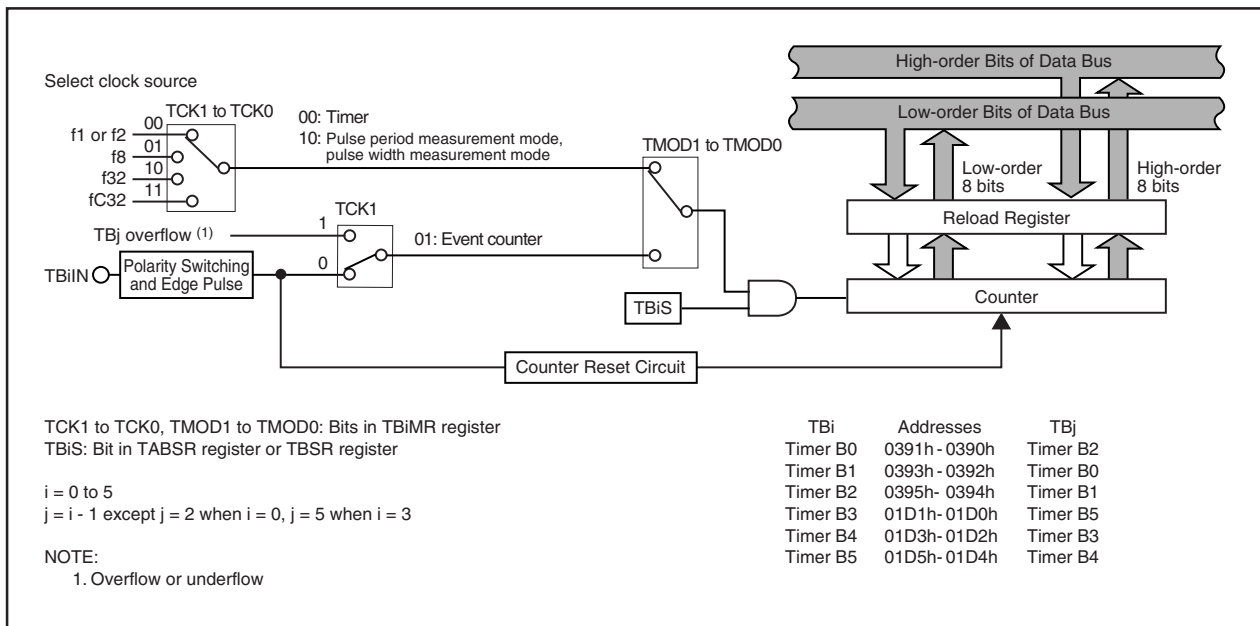 High-order Bits of Data Bus
Select clock source
Low-order Bits of Data Bus
TCK1 to TCK0
00: Timer
10: Pulse period measurement mode,
pulse width measurement mode
TMOD1 to TMOD0
f1 or f2 00
f8 01
f32 10
fC32 11
Low-order
8 bits
High-order
8 bits
TCK1
Reload Register
TBj overflow (1) 1
01: Event counter
TBiIN
Polarity Switching
and Edge Pulse
0
TBiS
Counter
Counter Reset Circuit
TCK1 to TCK0, TMOD1 to TMOD0: Bits in TBiMR register
TBiS: Bit in TABSR register or TBSR register
i = 0 to 5
j = i - 1 except j = 2 when i = 0, j = 5 when i = 3
NOTE:
1. Overflow or underflow
TBi Addresses TBj
Timer B0 0391h - 0390h Timer B2
Timer B1 0393h - 0392h Timer B0
Timer B2 0395h- 0394h Timer B1
Timer B3 01D1h- 01D0h Timer B5
Timer B4 01D3h- 01D2h Timer B3
Timer B5 01D5h- 01D4h Timer B4